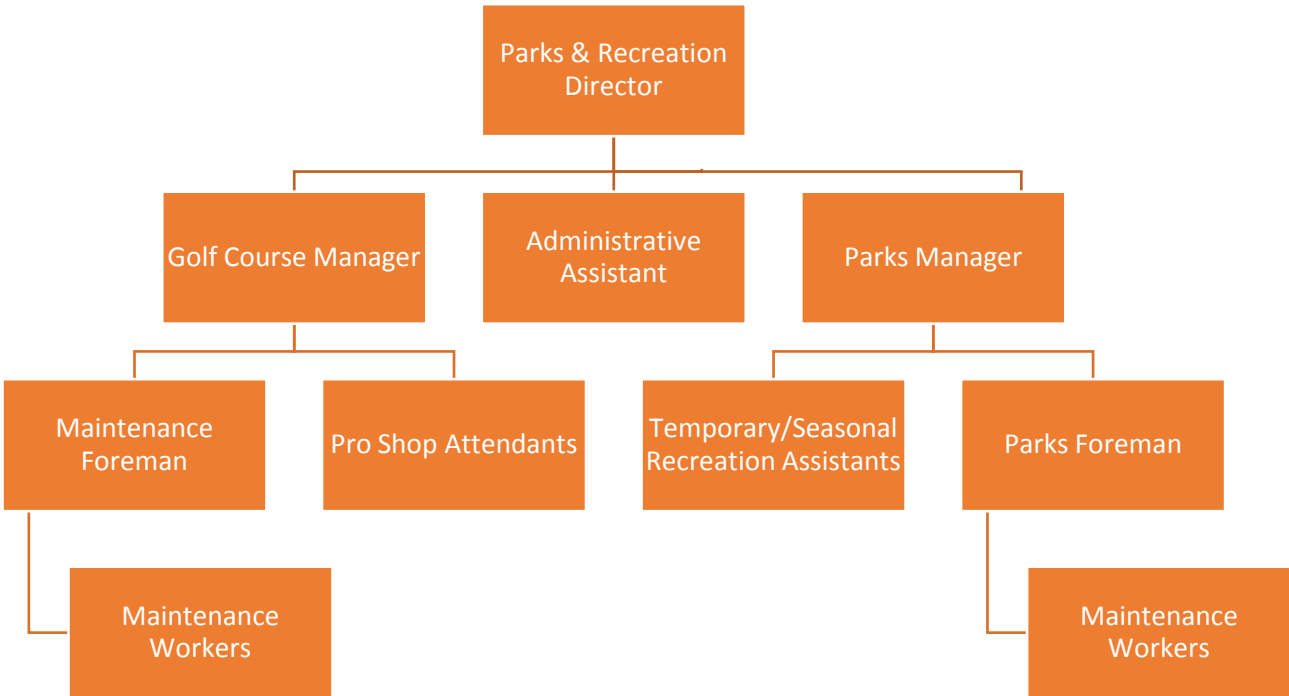 Parks & Recreation
Director
Golf Course Manager
Administrative
Assistant
Parks Manager
Maintenance
Foreman
Pro Shop Attendants
Temporary/Seasonal
Recreation Assistants
Parks Foreman
Maintenance
Workers
Maintenance
Workers